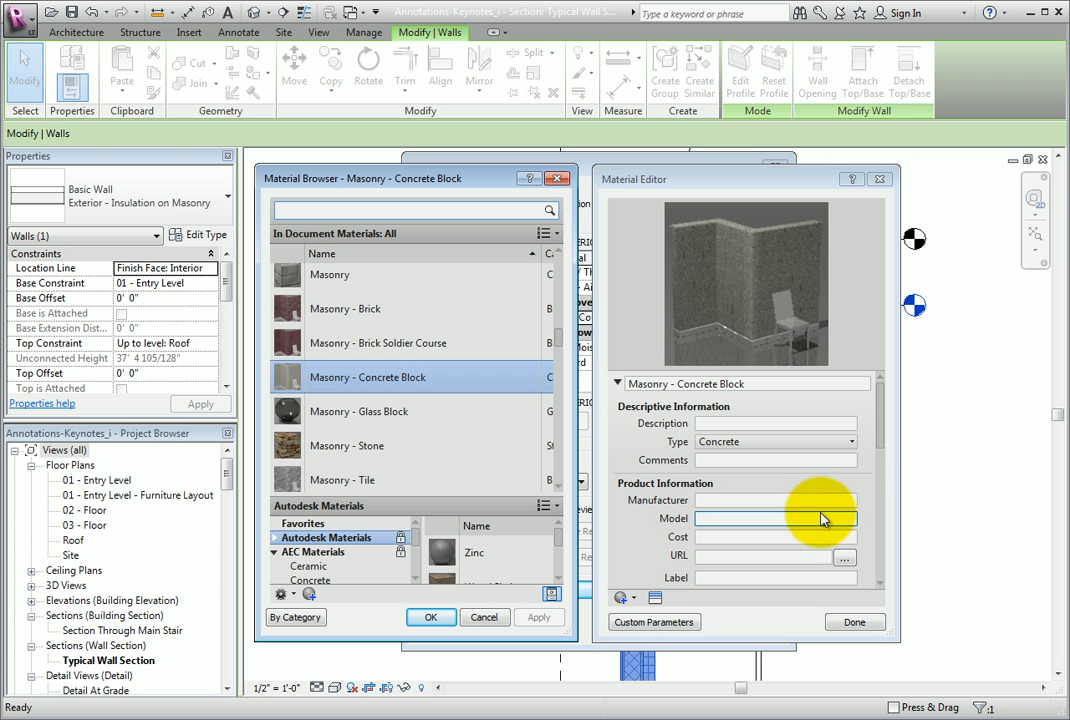 Annotations-Keynotes_i - Section: Typical Wall S...
Type a keyword or phrase
Sign In
LT
Architecture
Structure
Insert
Annotate
Site
View
Manage
Modify | Walls
Modify
Paste
Cut
Join
Move
Copy
Rotate
Trim
Align
Mirror
Split
Create Group
Create Similar
Edit Profile
Reset Profile
Wall Opening
Attach Top/Base
Detach Top/Base
Select
Properties
Clipboard
Geometry
Modify
View
Measure
Create
Mode
Modify Wall
Modify | Walls
Properties
Basic Wall
Exterior - Insulation on Masonry
Walls (1)
Edit Type
Constraints
Location Line Finish Face: Interior
Base Constraint 01 - Entry Level
Base Offset 0' 0"
Base is Attached
Base Extension Dist...
0' 0"
Top Constraint Up to level: Roof
Unconnected Height 37' 4 105/128"
Top Offset 0' 0"
Top is Attached
Properties help
Apply
Annotations-Keynotes_i - Project Browser
Views (all)
Floor Plans
01 - Entry Level
01 - Entry Level - Furniture Layout
02 - Floor
03 - Floor
Roof
Site
Ceiling Plans
3D Views
Elevations (Building Elevation)
Sections (Building Section)
Section Through Main Stair
Sections (Wall Section)
Typical Wall Section
Detail Views (Detail)
Detail At Grade
Material Browser - Masonry - Concrete Block
In Document Materials: All
Name
Masonry
Masonry - Brick
Masonry - Brick Soldier Course
Masonry - Concrete Block
Masonry - Glass Block
Masonry - Stone
Masonry - Tile
Autodesk Materials
Favorites
Autodesk Materials
AEC Materials
Ceramic
Concrete
Name
Zinc
By Category
OK
Cancel
Apply
Material Editor
Masonry - Concrete Block
Descriptive Information
Description
Type Concrete
Comments
Product Information
Manufacturer
Model
Cost
URL
...
Label
Custom Parameters
Done
2D
1/2" = 1'-0"
Ready
Press & Drag
:1